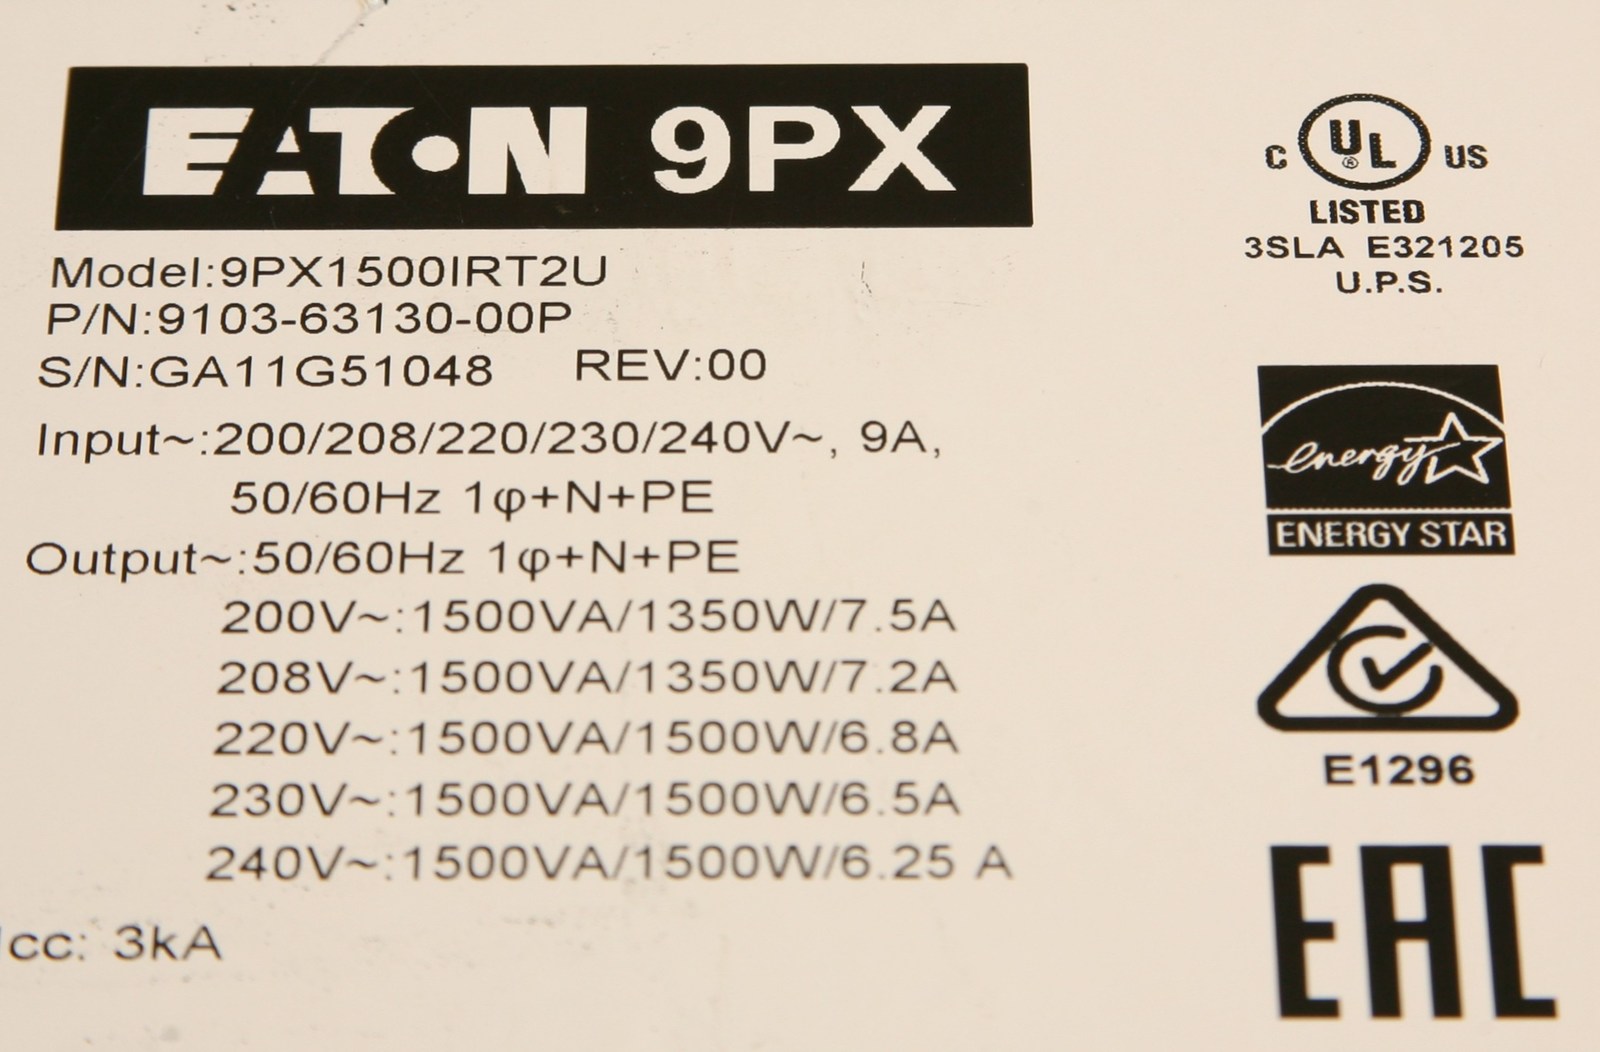 EATON 9PX
Model:9PX1500IRT2U
P/N:9103-63130-00P
S/N:GA11G51048 REV:00
Input~:200/208/220/230/240V~, 9A,
50/60Hz 1φ+N+PE
Output~:50/60Hz 1φ+N+PE
200V~:1500VA/1350W/7.5A
208V~:1500VA/1350W/7.2A
220V~:1500VA/1500W/6.8A
230V~:1500VA/1500W/6.5A
240V~:1500VA/1500W/6.25 A
Icc: 3kA
C UL® US
LISTED
3SLA E321205
U.P.S.
energy
ENERGY STAR
E1296
EAC